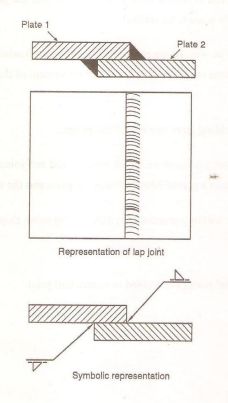 Plate 1
Plate 2
Representation of lap joint
Symbolic representation